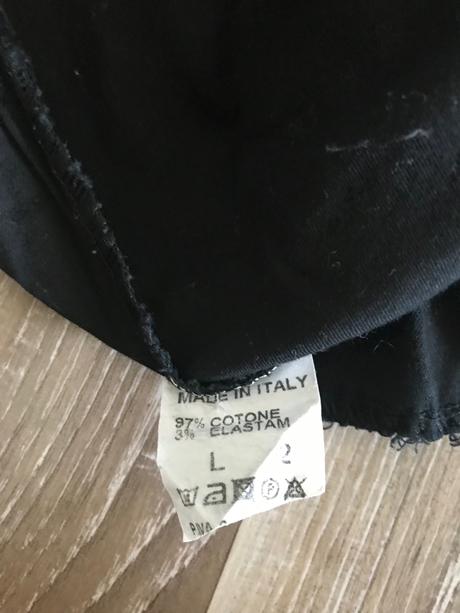 MADE IN ITALY
97% COTONE
3% ELASTAM
L 2